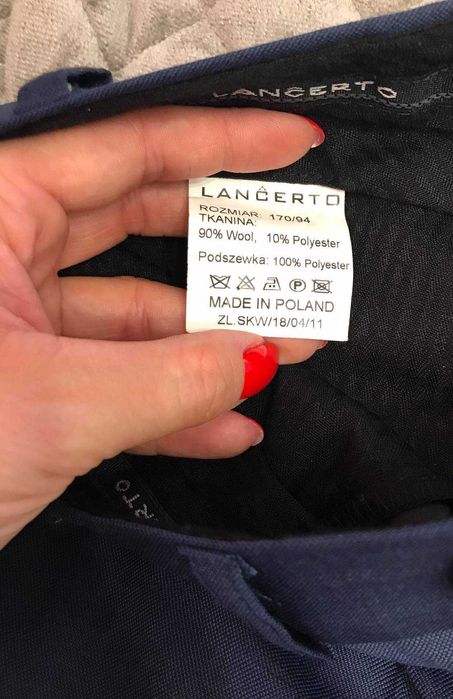 LANCERTO
LANCERTO
ROZMIAR: 170/94
TKANINA:
90% Wool, 10% Polyester
Podszewka: 100% Polyester
P
MADE IN POLAND
ZL.SKW/18/04/11
RTO